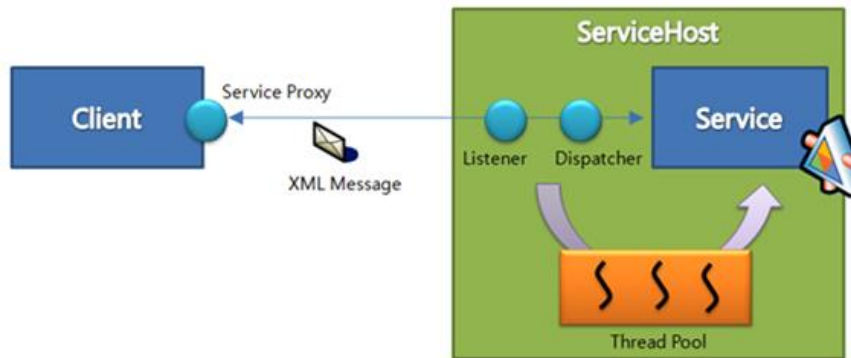 ServiceHost
Service Proxy
Client
Service
Listener
Dispatcher
XML Message
Thread Pool